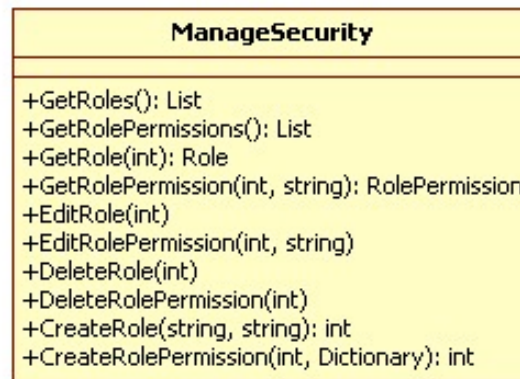 ManageSecurity
+GetRoles(): List
+GetRolePermissions(): List
+GetRole(int): Role
+GetRolePermission(int, string): RolePermission
+EditRole(int)
+EditRolePermission(int, string)
+DeleteRole(int)
+DeleteRolePermission(int)
+CreateRole(string, string): int
+CreateRolePermission(int, Dictionary): int